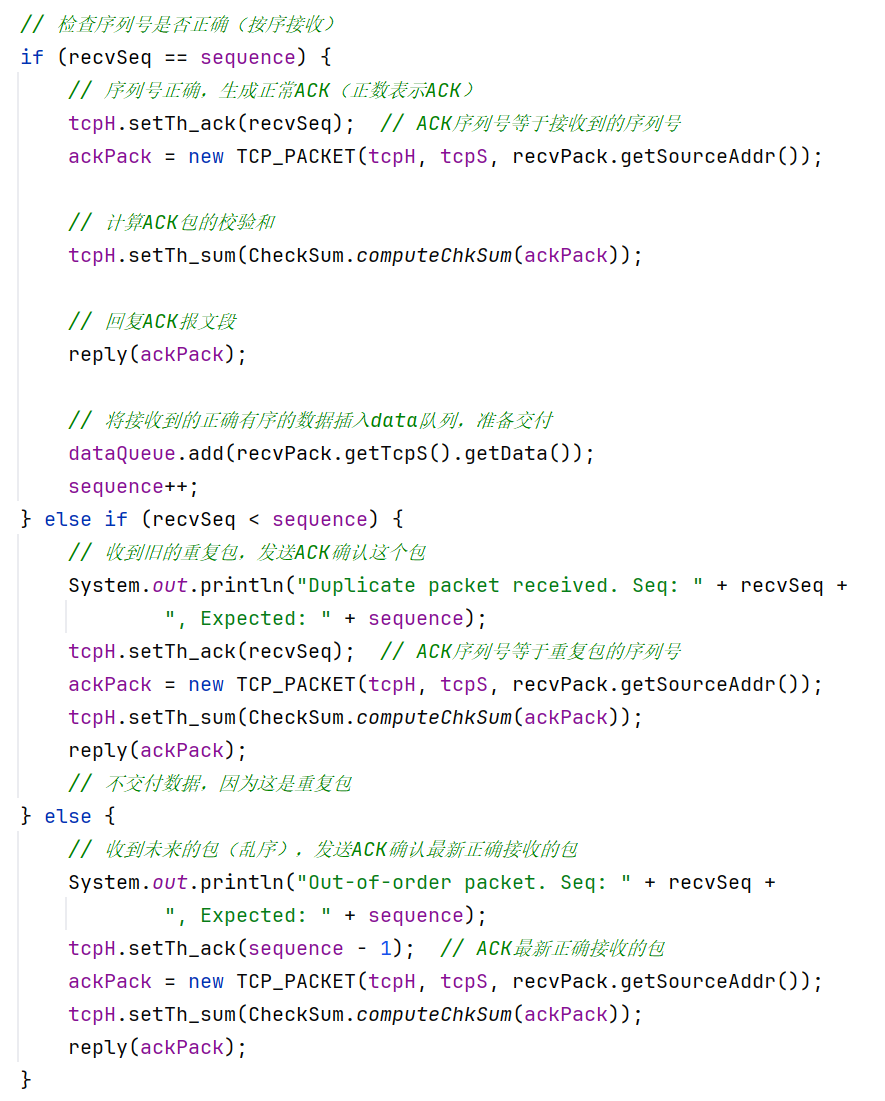 // 检查序列号是否正确（按序接收）
if (recvSeq == sequence) {
    // 序列号正确，生成正常ACK（正数表示ACK）
    tcpH.setTh_ack(recvSeq);  // ACK序列号等于接收到的序列号
    ackPack = new TCP_PACKET(tcpH, tcpS, recvPack.getSourceAddr());

    // 计算ACK包的校验和
    tcpH.setTh_sum(CheckSum.computeChkSum(ackPack));

    // 回复ACK报文段
    reply(ackPack);

    // 将接收到的正确有序的数据插入data队列，准备交付
    dataQueue.add(recvPack.getTcpS().getData());
    sequence++;
} else if (recvSeq < sequence) {
    // 收到旧的重复包，发送ACK确认这个包
    System.out.println("Duplicate packet received. Seq: " + recvSeq +
            ", Expected: " + sequence);
    tcpH.setTh_ack(recvSeq);  // ACK序列号等于重复包的序列号
    ackPack = new TCP_PACKET(tcpH, tcpS, recvPack.getSourceAddr());
    tcpH.setTh_sum(CheckSum.computeChkSum(ackPack));
    reply(ackPack);
    // 不交付数据，因为这是重复包
} else {
    // 收到未来的包（乱序），发送ACK确认最新正确接收的包
    System.out.println("Out-of-order packet. Seq: " + recvSeq +
            ", Expected: " + sequence);
    tcpH.setTh_ack(sequence - 1);  // ACK最新正确接收的包
    ackPack = new TCP_PACKET(tcpH, tcpS, recvPack.getSourceAddr());
    tcpH.setTh_sum(CheckSum.computeChkSum(ackPack));
    reply(ackPack);
}